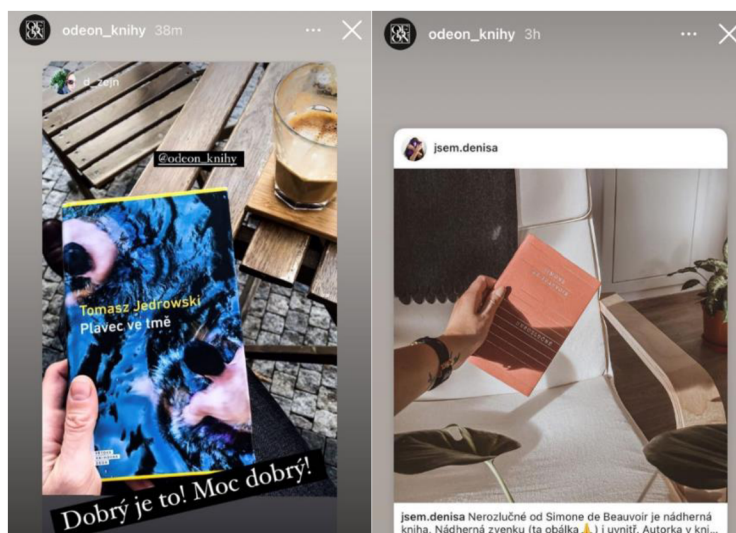 odeon_knihy 38m
d_zejn
@odeon_knihy
Tomasz Jedrowski
Plavec ve tmě
Dobrý je to! Moc dobrý!
odeon_knihy 3h
jsem.denisa
NEROZLUČNÉ
jsem.denisa Nerozlučné od Simone de Beauvoir je nádherná
kniha. Nádherná zvenku (ta obálka🙏) i uvnitř. Autorka v kni...